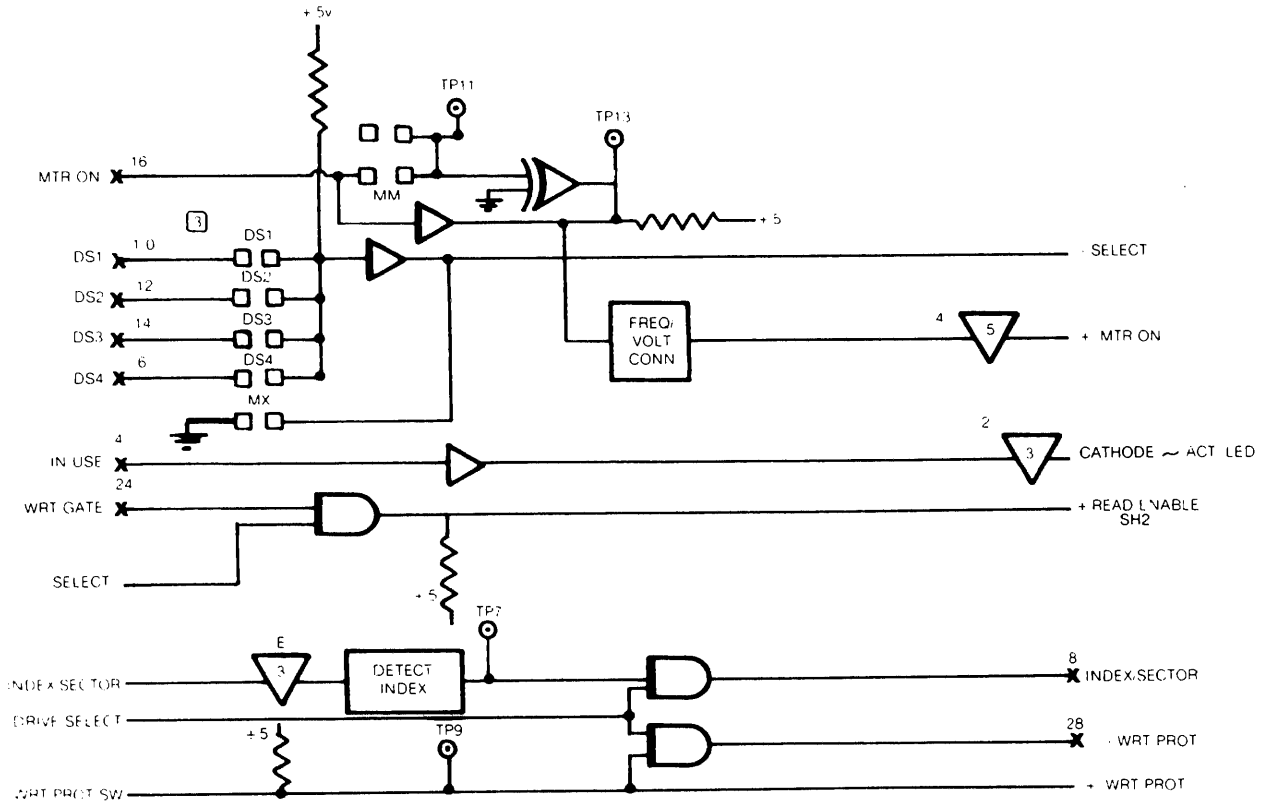 + 5v
TP11
TP13
16
MTR ON
MM
3
+ 5
DS1
10
DS1
SELECT
DS2
12
DS2
DS3
14
DS3
FREQ/
VOLT
CONN
4
5
+ MTR ON
DS4
6
DS4
MX
4
IN USE
2
3
CATHODE ~ ACT LED
24
WRT GATE
+ READ ENABLE
SH2
SELECT
+ 5
TP7
E
3
DETECT
INDEX
8
INDEX/SECTOR
INDEX SECTOR
DRIVE SELECT
+ 5
TP9
28
- WRT PROT
WRT PROT SW
+ WRT PROT